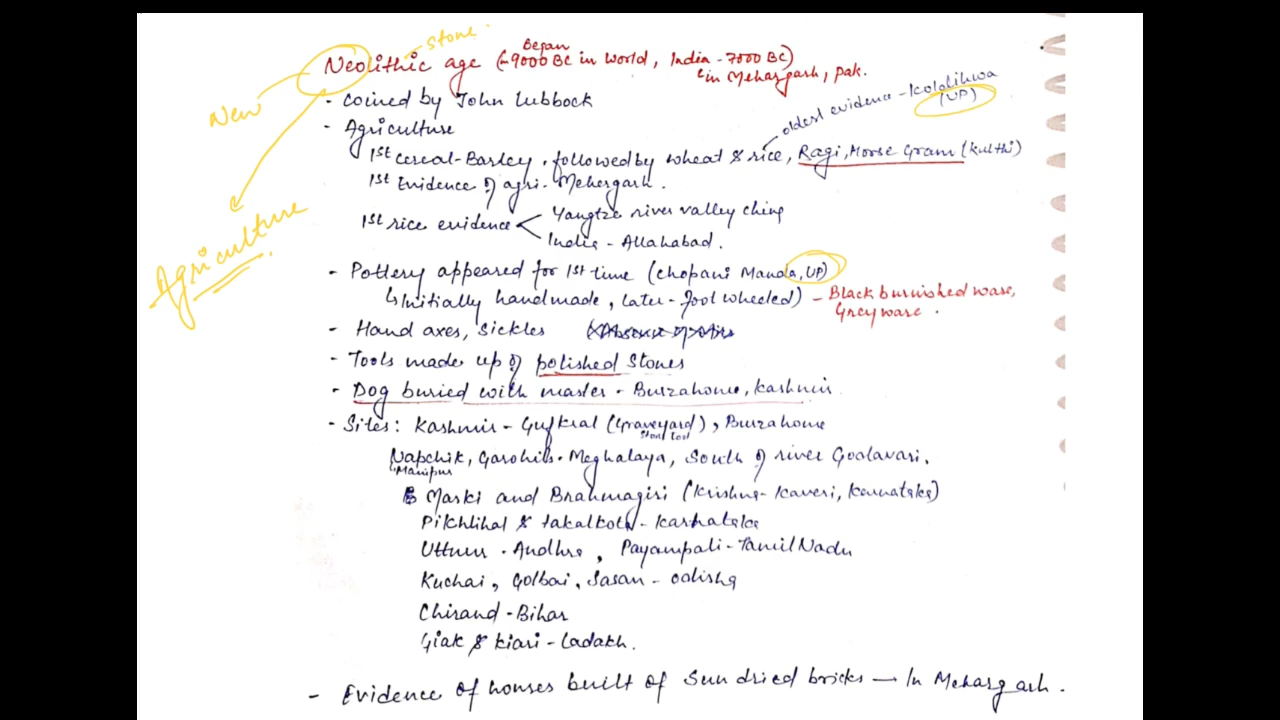 stone
Began
Neolithic age (~9000 BC in world, India - 7000 BC)
in Mehargarh, Pak.
New
- coined by John Lubbock
oldest evidence - Koldihwa
(UP)
- Agriculture
1st cereal - Barley, followed by wheat & rice, Ragi, Horse Gram (kulthi)
1st Evidence of agri - Mehergarh.
Agriculture
1st rice evidence < Yangtze river valley China
India - Allahabad.
- Pottery appeared for 1st time (chopani Manda, UP)
Initially handmade, later - foot wheeled) - Black burnished ware,
Grey ware.
- Hand axes, sickles
- Tools made up of polished stones
- Dog buried with master - Burzahome, Kashmir
- Sites: Kashmir - Gufkral (Graveyard), Burzahome
stone tool
Napchik, Garohills - Meghalaya, South of river Godavari.
Manipur
Maski and Brahmagiri (Krishna - Kaveri, Karnataka)
Piklihal & takalkota - Karnataka
Utnur - Andhra, Payampali - Tamil Nadu
Kuchai, Golbai, Sasan - odisha
Chirand - Bihar
Giak & kiari - Ladakh.
- Evidence of houses built of Sun dried bricks — In Mehargarh.